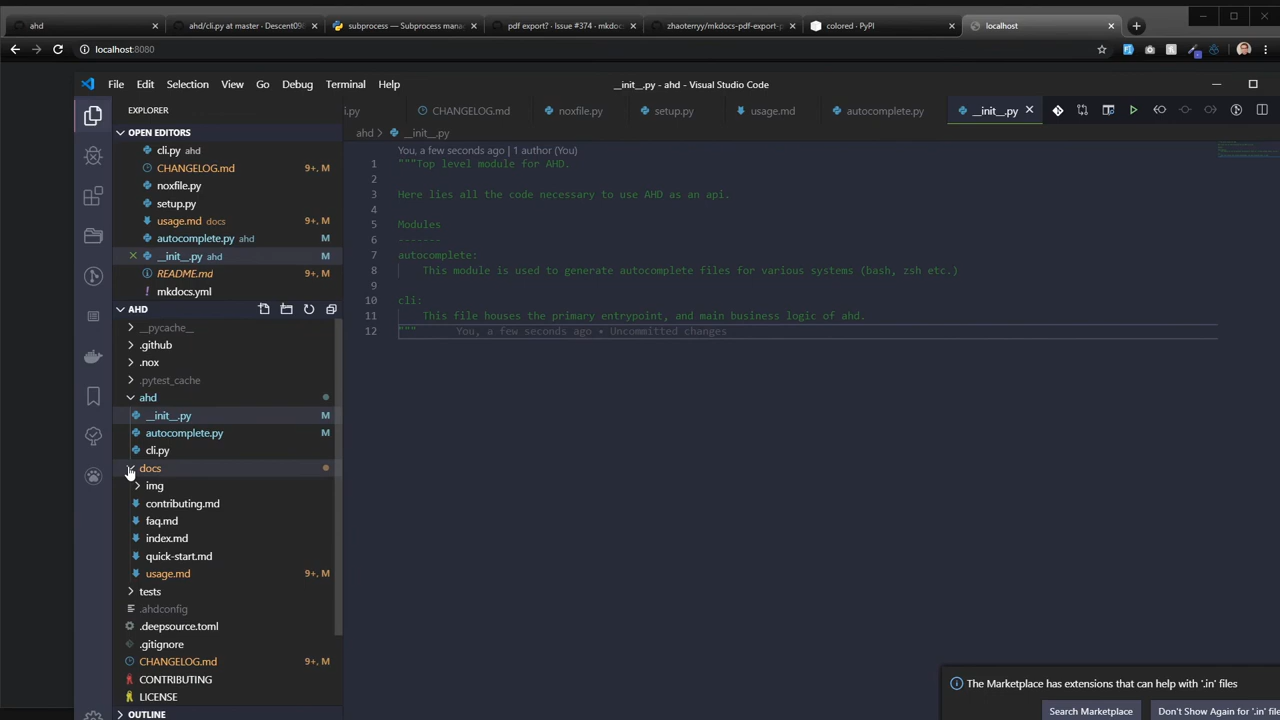 ahd
ahd/cli.py at master · Descent098
subprocess — Subprocess mana
pdf export? · Issue #374 · mkdocs
zhaoterryy/mkdocs-pdf-export-p
colored · PyPI
localhost
localhost:8080
File Edit Selection View Go Debug Terminal Help
__init__.py - ahd - Visual Studio Code
EXPLORER
i.py
CHANGELOG.md
noxfile.py
setup.py
usage.md
autocomplete.py
__init__.py
OPEN EDITORS
cli.py ahd
CHANGELOG.md 9+, M
noxfile.py
setup.py
usage.md docs 9+, M
autocomplete.py ahd M
__init__.py ahd M
README.md 9+, M
mkdocs.yml
AHD
__pycache__
.github
.nox
.pytest_cache
ahd
__init__.py M
autocomplete.py M
cli.py
docs
img
contributing.md
faq.md
index.md
quick-start.md
usage.md 9+, M
tests
.ahdconfig
.deepsource.toml
.gitignore
CHANGELOG.md 9+, M
CONTRIBUTING
LICENSE
OUTLINE
ahd > __init__.py
You, a few seconds ago | 1 author (You)
1 """Top level module for AHD.
2
3 Here lies all the code necessary to use AHD as an api.
4
5 Modules
6 -------
7 autocomplete:
8 This module is used to generate autocomplete files for various systems (bash, zsh etc.)
9
10 cli:
11 This file houses the primary entrypoint, and main business logic of ahd.
12 """ You, a few seconds ago • Uncommitted changes
The Marketplace has extensions that can help with '.in' files
Search Marketplace
Don't Show Again for '.in' file